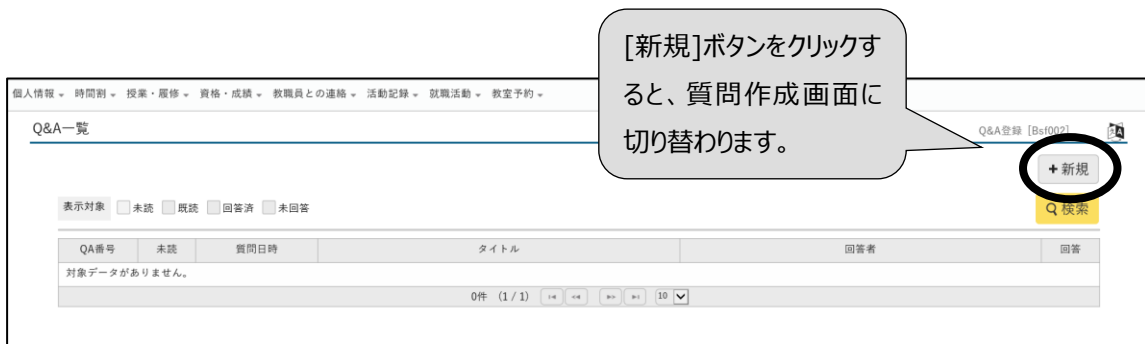 [新規]ボタンをクリックす
ると、質問作成画面に
切り替わります。
個人情報 時間割 授業・履修 資格・成績 教職員との連絡 活動記録 就職活動 教室予約
Q&A一覧
Q&A登録 [Bsf002]
+新規
表示対象 未読 既読 回答済 未回答
検索
QA番号 未読 質問日時 タイトル 回答者 回答
対象データがありません。
0件 (1 / 1) 10